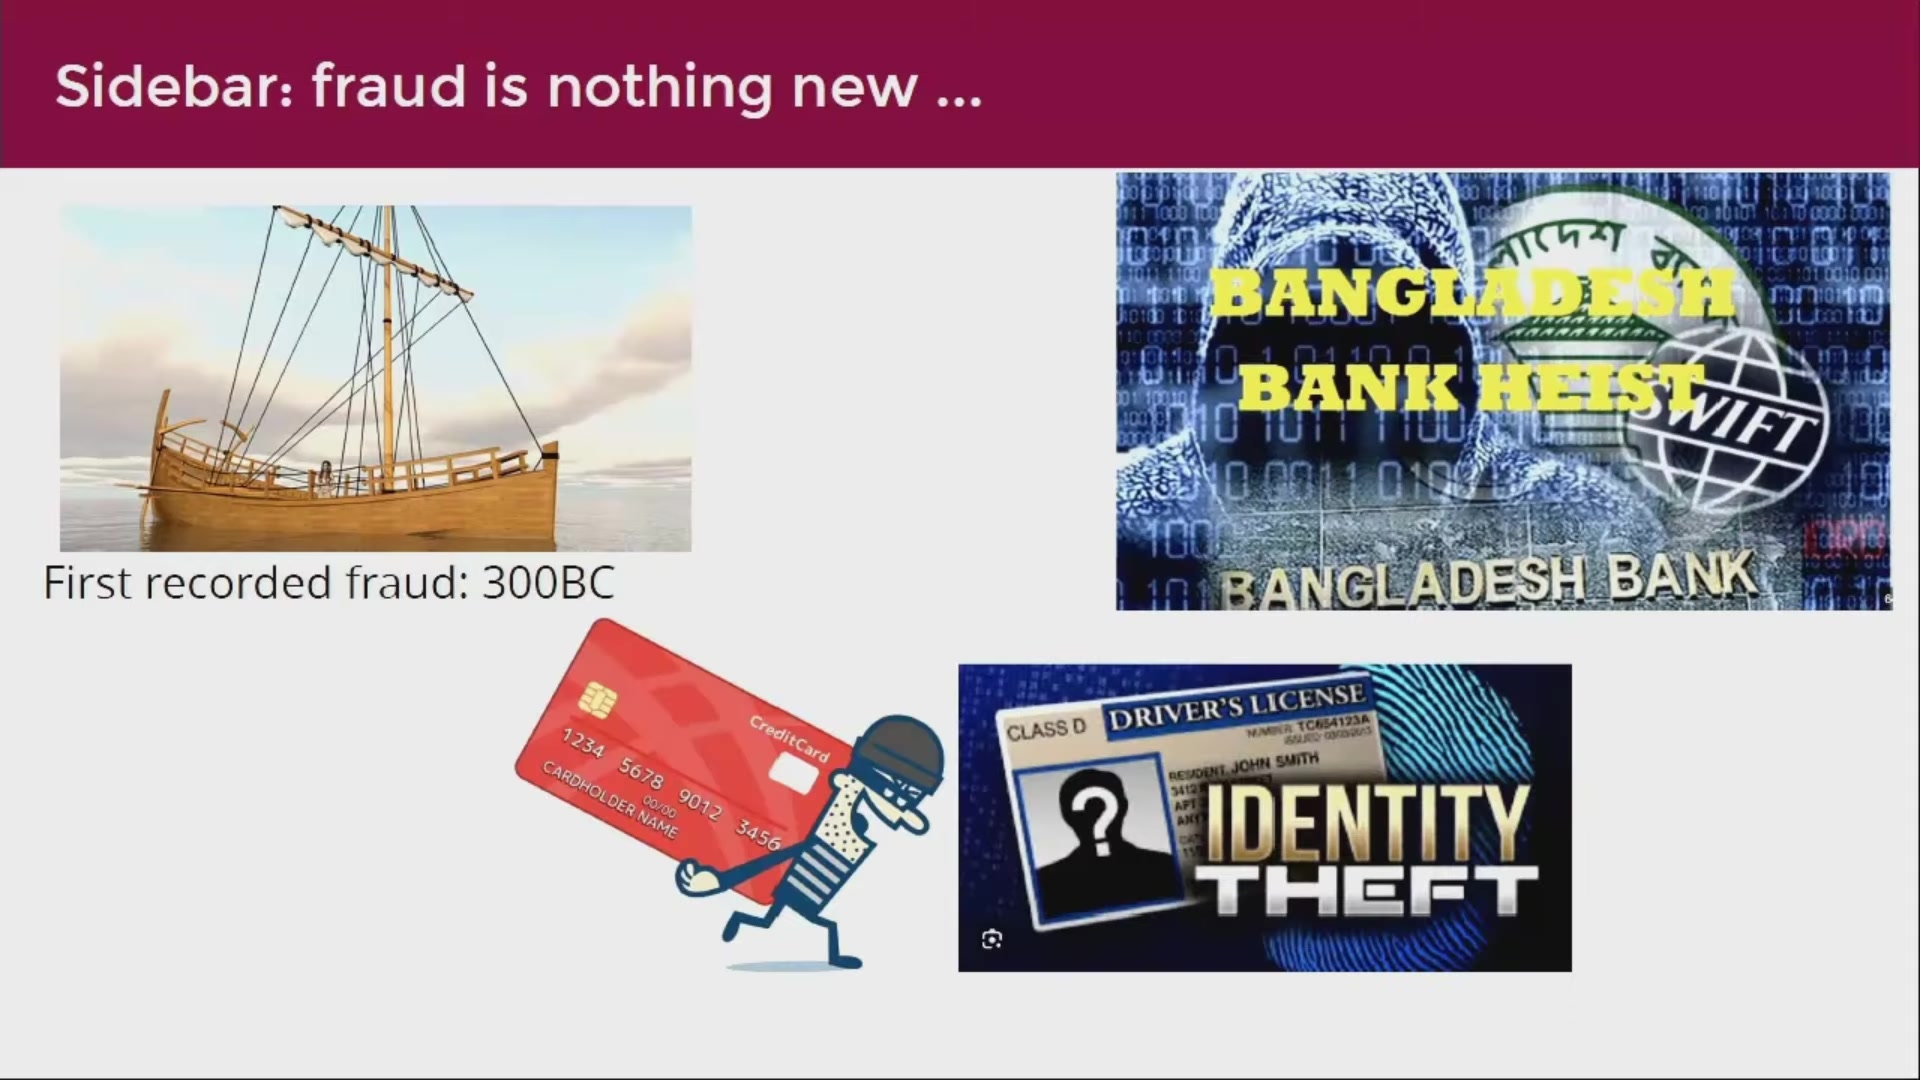 Sidebar: fraud is nothing new ...
First recorded fraud: 300BC
BANGLADESH
BANK HEIST
SWIFT
BANGLADESH BANK
CreditCard
1234 5678 9012 3456
00/00
CARDHOLDER NAME
CLASS D
DRIVER'S LICENSE
NUMBER: TC654123A
RESIDENT, JOHN SMITH
IDENTITY
THEFT